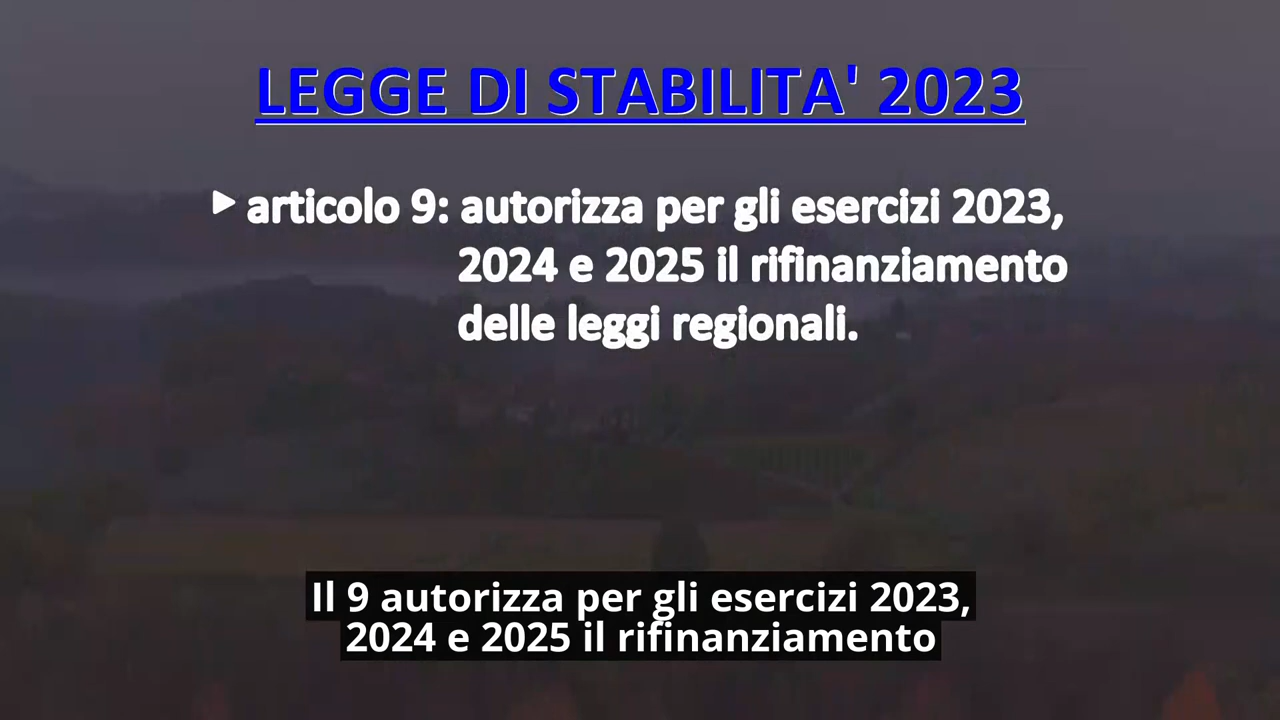 LEGGE DI STABILITA' 2023
articolo 9: autorizza per gli esercizi 2023,
2024 e 2025 il rifinanziamento
delle leggi regionali.
Il 9 autorizza per gli esercizi 2023,
2024 e 2025 il rifinanziamento